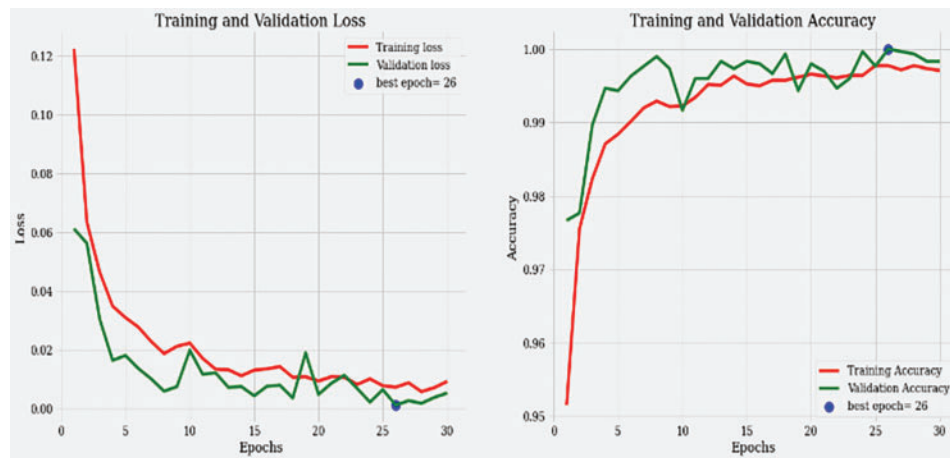 Training and Validation Loss
0.12
0.10
0.08
0.06
0.04
0.02
0.00
Loss
Training loss
Validation loss
best epoch= 26
0 5 10 15 20 25 30
Epochs
Training and Validation Accuracy
1.00
0.99
0.98
0.97
0.96
0.95
Accuracy
Training Accuracy
Validation Accuracy
best epoch= 26
0 5 10 15 20 25 30
Epochs